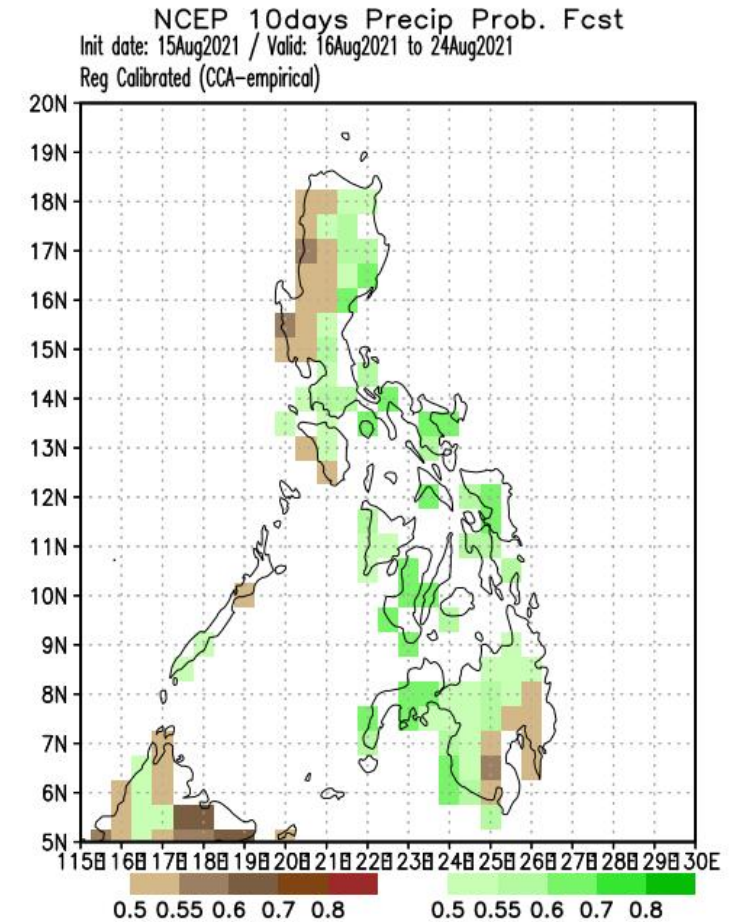 NCEP 10days Precip Prob. Fcst
Init date: 15Aug2021 / Valid: 16Aug2021 to 24Aug2021
Reg Calibrated (CCA-empirical)
20N
19N
18N
17N
16N
15N
14N
13N
12N
11N
10N
9N
8N
7N
6N
5N
115E 116E 117E 118E 119E 120E 121E 122E 123E 124E 125E 126E 127E 128E 129E 130E
0.5 0.55 0.6 0.7 0.8 0.5 0.55 0.6 0.7 0.8